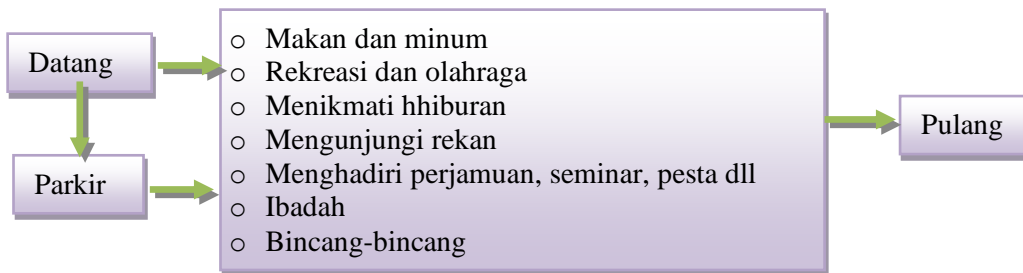 Datang
Parkir
o Makan dan minum
o Rekreasi dan olahraga
o Menikmati hhiburan
o Mengunjungi rekan
o Menghadiri perjamuan, seminar, pesta dll
o Ibadah
o Bincang-bincang
Pulang